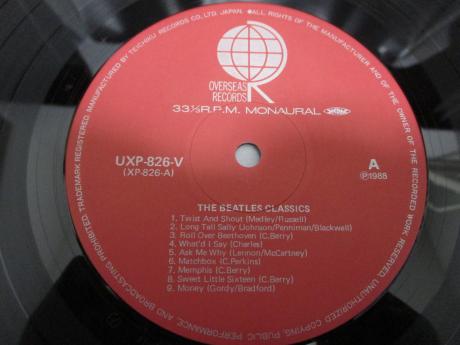 MANUFACTURED BY TEICHIKU RECORDS CO., LTD. JAPAN. ALL RIGHTS OF THE MANUFACTURER AND OF THE OWNER OF THE RECORDED WORK RESERVED. UNAUTHORIZED COPYING, PUBLIC PERFORMANCE, AND BROADCASTING PROHIBITED. TRADEMARK REGISTERED.
OVERSEAS
RECORDS
R
33⅓R.P.M. MONAURAL
UXP-826-V
(XP-826-A)
A
Ⓟ1988
THE BEATLES CLASSICS
1. Twist And Shout (Medley/Russell)
2. Long Tall Sally (Johnson/Penniman/Blackwell)
3. Roll Over Beethoven (C.Berry)
4. What'd I Say (Charles)
5. Ask Me Why (Lennon/McCartney)
6. Matchbox (C.Perkins)
7. Memphis (C.Berry)
8. Sweet Little Sixteen (C.Berry)
9. Money (Gordy/Bradford)